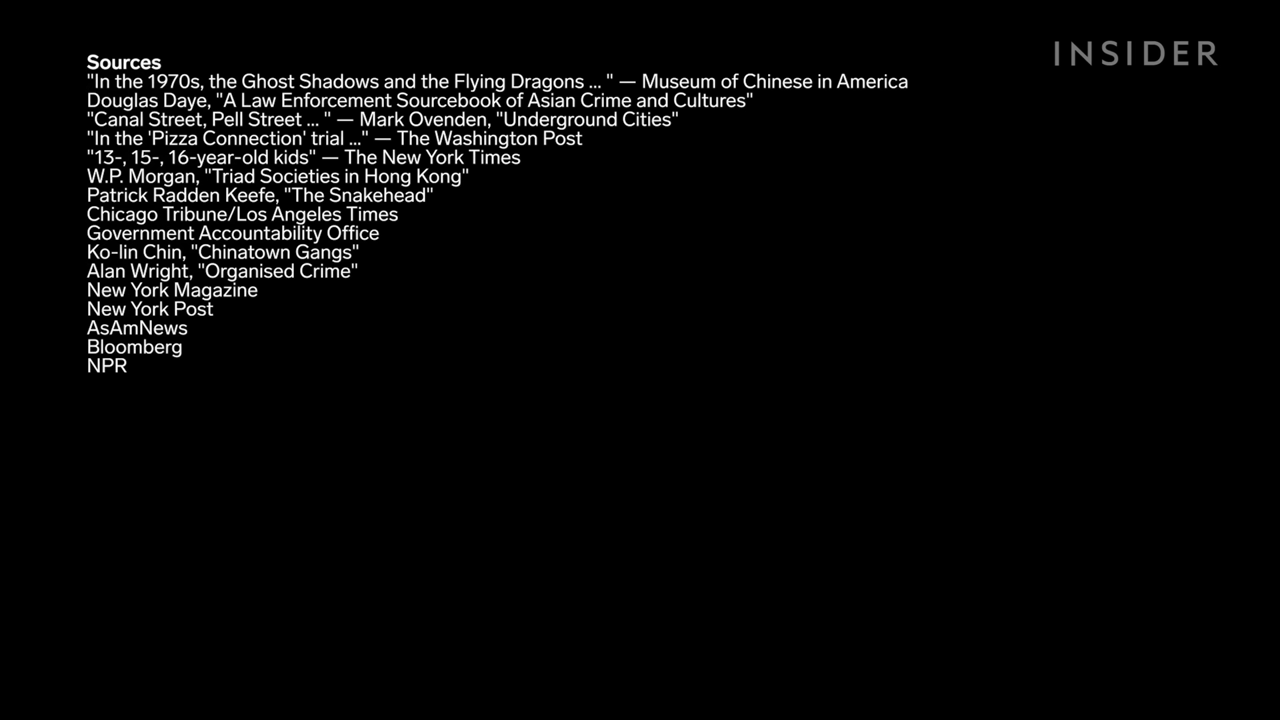 INSIDER
Sources
"In the 1970s, the Ghost Shadows and the Flying Dragons ... " — Museum of Chinese in America
Douglas Daye, "A Law Enforcement Sourcebook of Asian Crime and Cultures"
"Canal Street, Pell Street ... " — Mark Ovenden, "Underground Cities"
"In the 'Pizza Connection' trial ..." — The Washington Post
"13-, 15-, 16-year-old kids" — The New York Times
W.P. Morgan, "Triad Societies in Hong Kong"
Patrick Radden Keefe, "The Snakehead"
Chicago Tribune/Los Angeles Times
Government Accountability Office
Ko-lin Chin, "Chinatown Gangs"
Alan Wright, "Organised Crime"
New York Magazine
New York Post
AsAmNews
Bloomberg
NPR